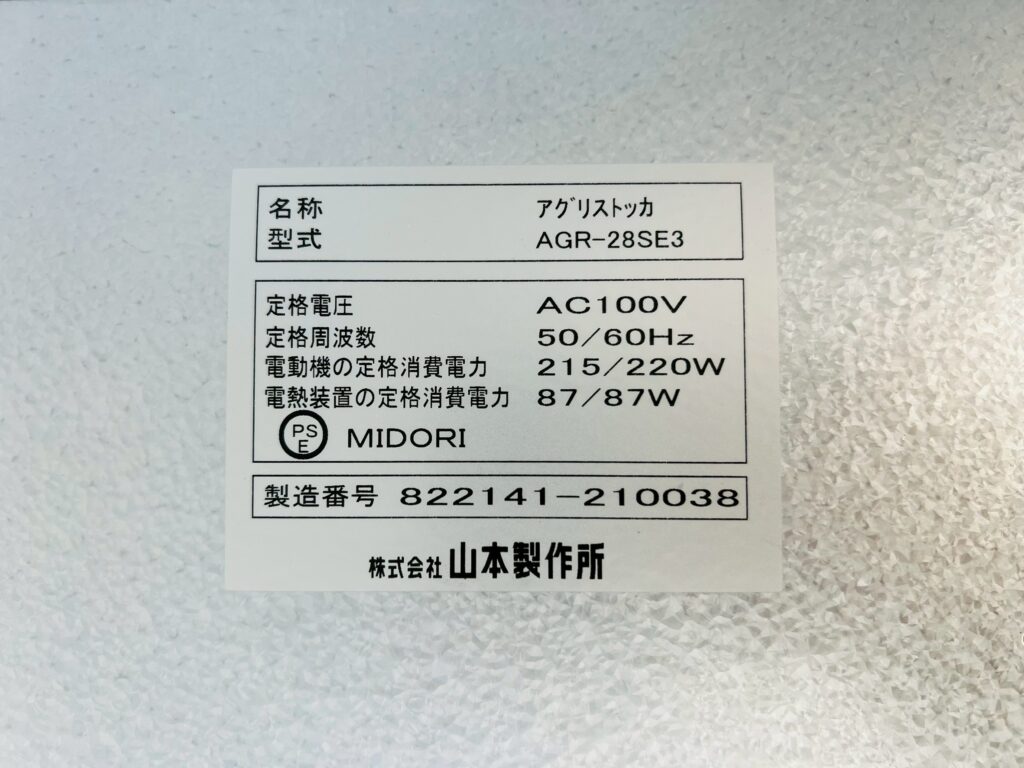 名称 ｱｸﾞﾘｽﾄｯｶ
型式 AGR-28SE3
定格電圧 AC100V
定格周波数 50/60Hz
電動機の定格消費電力 215/220W
電熱装置の定格消費電力 87/87W
PS
E MIDORI
製造番号 822141-210038
株式会社 山本製作所